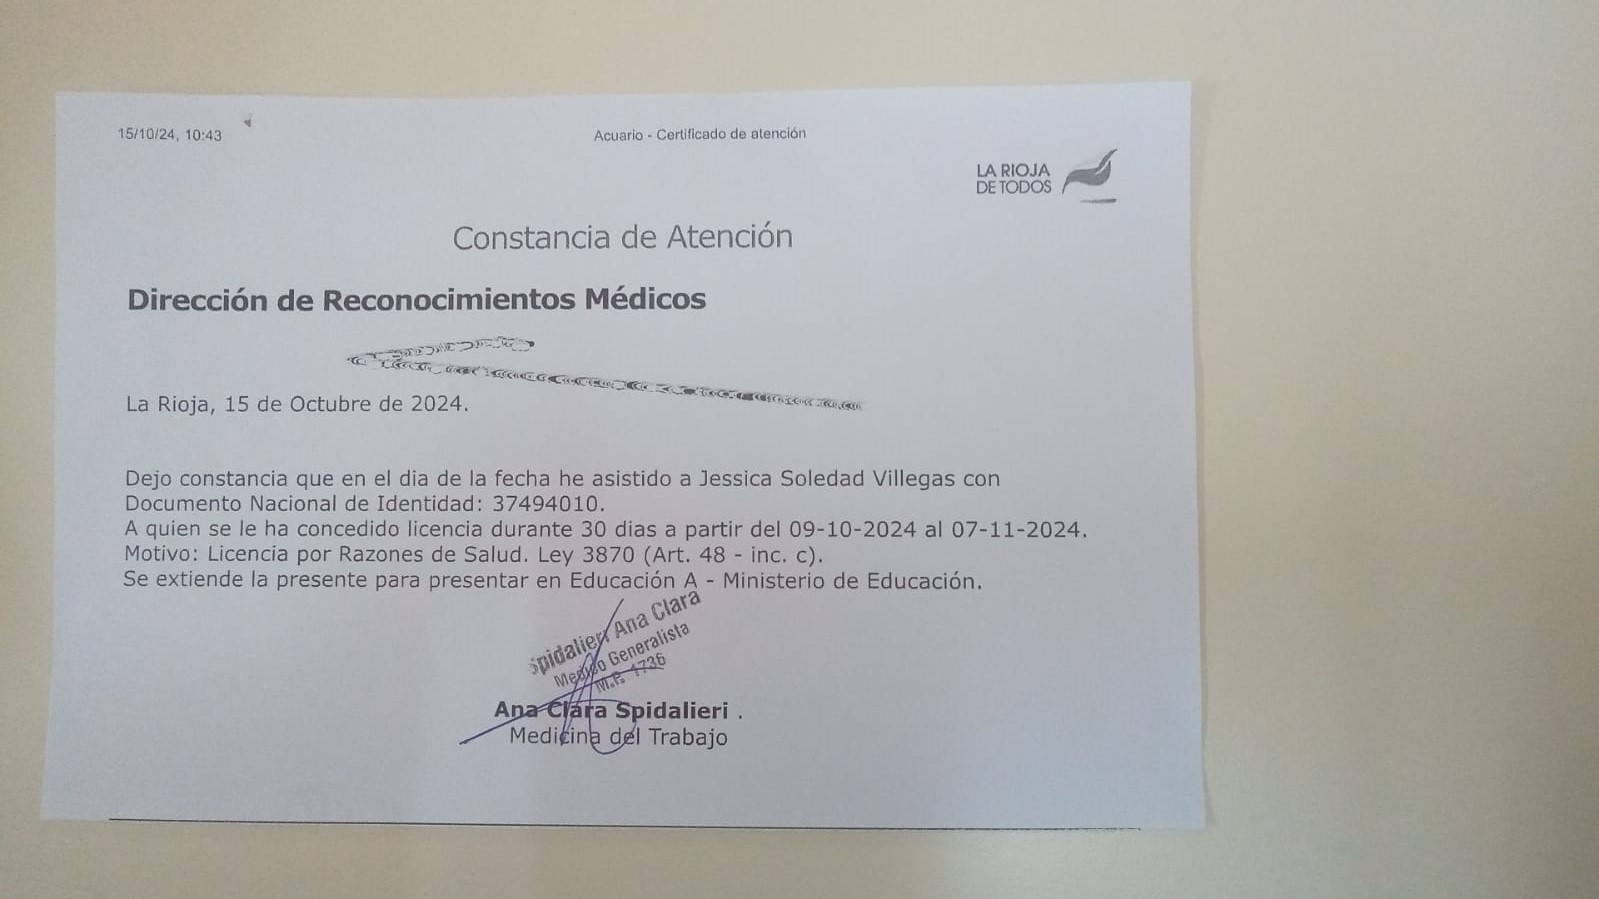 15/10/24, 10:43
Acuario - Certificado de atención
LA RIOJA
DE TODOS
Constancia de Atención
Dirección de Reconocimientos Médicos
La Rioja, 15 de Octubre de 2024.
Dejo constancia que en el dia de la fecha he asistido a Jessica Soledad Villegas con
Documento Nacional de Identidad: 37494010.
A quien se le ha concedido licencia durante 30 dias a partir del 09-10-2024 al 07-11-2024.
Motivo: Licencia por Razones de Salud. Ley 3870 (Art. 48 - inc. c).
Se extiende la presente para presentar en Educación A - Ministerio de Educación.
Spidalieri Ana Clara
Medico Generalista
M.P. 1736
Ana Clara Spidalieri .
Medicina del Trabajo